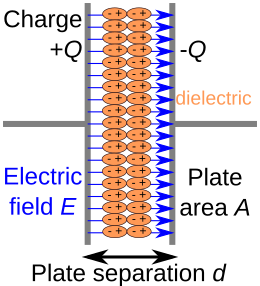 Charge
+Q
-Q
dielectric
Electric
field E
Plate
area A
Plate separation d